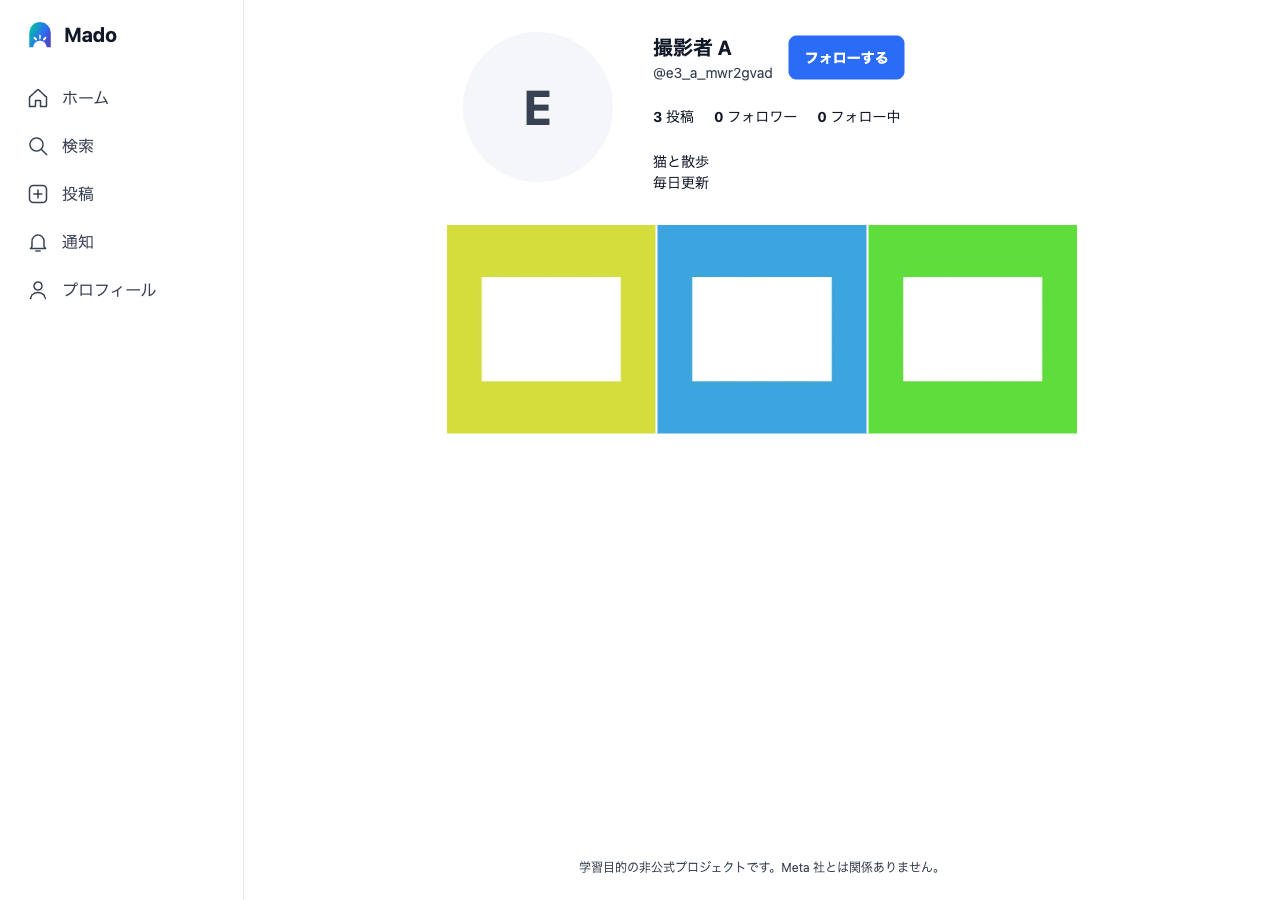 Mado
ホーム
検索
投稿
通知
プロフィール
E
撮影者 A
@e3_a_mwr2gvad
フォローする
3 投稿 0 フォロワー 0 フォロー中
猫と散歩
毎日更新
学習目的の非公式プロジェクトです。Meta 社とは関係ありません。